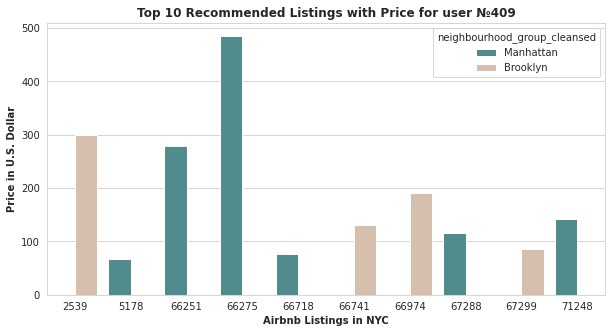 Top 10 Recommended Listings with Price for user №409
neighbourhood_group_cleansed
Manhattan
Brooklyn
Price in U.S. Dollar
500
400
300
200
100
0
2539 5178 66251 66275 66718 66741 66974 67288 67299 71248
Airbnb Listings in NYC